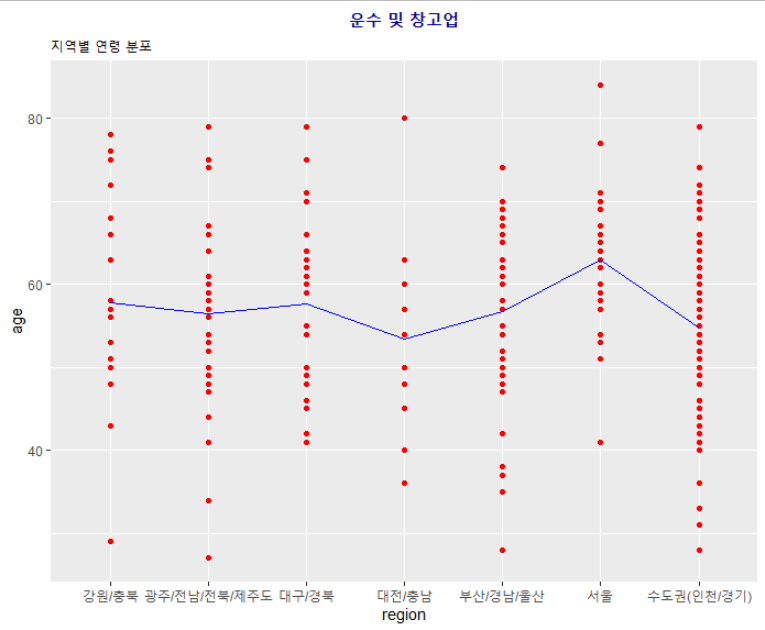 운수 및 창고업
지역별 연령 분포
80
60
40
age
강원/충북 광주/전남/전북/제주도 대구/경북 대전/충남 부산/경남/울산 서울 수도권(인천/경기)
region